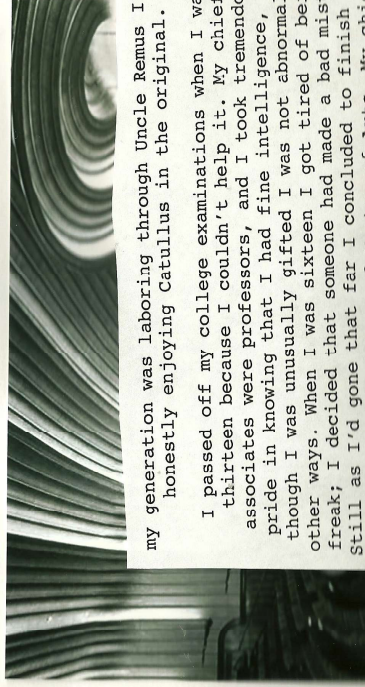 my generation was laboring through Uncle Remus I
honestly enjoying Catullus in the original.
I passed off my college examinations when I wa
thirteen because I couldn't help it. My chief
associates were professors, and I took tremendo
pride in knowing that I had fine intelligence,
though I was unusually gifted I was not abnormal
other ways. When I was sixteen I got tired of bei
freak; I decided that someone had made a bad mis
Still as I'd gone that far I concluded to finish